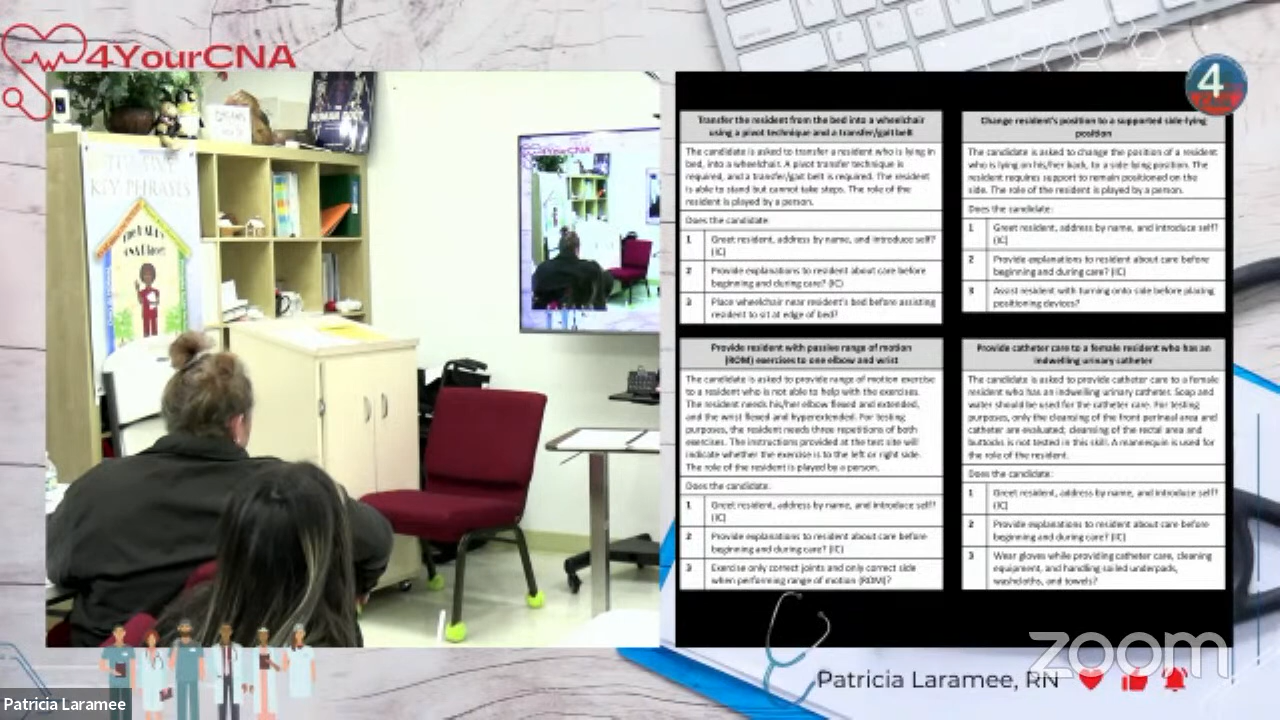 4YourCNA
4
KEY PHRASES
4YourCNA
Transfer the resident from the bed into a wheelchair
using a pivot technique and a transfer/gait belt
The candidate is asked to transfer a resident who is lying in
bed, into a wheelchair. A pivot transfer technique is
required, and a transfer/gait belt is required. The resident
is able to stand but cannot take steps. The role of the
resident is played by a person.
Does the candidate:
1 Greet resident, address by name, and introduce self?
(IC)
2 Provide explanations to resident about care before
beginning and during care? (IC)
3 Place wheelchair near resident's bed before assisting
resident to sit at edge of bed?
Change resident's position to a supported side-lying
position
The candidate is asked to change the position of a resident
who is lying on his/her back, to a side-lying position. The
resident requires support to remain positioned on the
side. The role of the resident is played by a person.
Does the candidate:
1 Greet resident, address by name, and introduce self?
(IC)
2 Provide explanations to resident about care before
beginning and during care? (IC)
3 Assist resident with turning onto side before placing
positioning devices?
Provide resident with passive range of motion
(ROM) exercises to one elbow and wrist
The candidate is asked to provide range of motion exercise
to a resident who is not able to help with the exercises.
The resident needs his/her elbow flexed and extended,
and the wrist flexed and hyperextended. For testing
purposes, the resident needs three repetitions of both
exercises. The instructions provided at the test site will
indicate whether the exercise is to the left or right side.
The role of the resident is played by a person.
Does the candidate:
1 Greet resident, address by name, and introduce self?
(IC)
2 Provide explanations to resident about care before
beginning and during care? (IC)
3 Exercise only correct joints and only correct side
when performing range of motion (ROM)?
Provide catheter care to a female resident who has an
indwelling urinary catheter
The candidate is asked to provide catheter care to a female
resident who has an indwelling urinary catheter. Soap and
water should be used for the catheter care. For testing
purposes, only the cleansing of the front perineal area and
catheter are evaluated; cleansing of the rectal area and
buttocks is not tested in this skill. A mannequin is used for
the role of the resident.
Does the candidate:
1 Greet resident, address by name, and introduce self?
(IC)
2 Provide explanations to resident about care before
beginning and during care? (IC)
3 Wear gloves while providing catheter care, cleaning
equipment, and handling soiled underpads,
washcloths, and towels?
zoom
Patricia Laramee, RN
Patricia Laramee